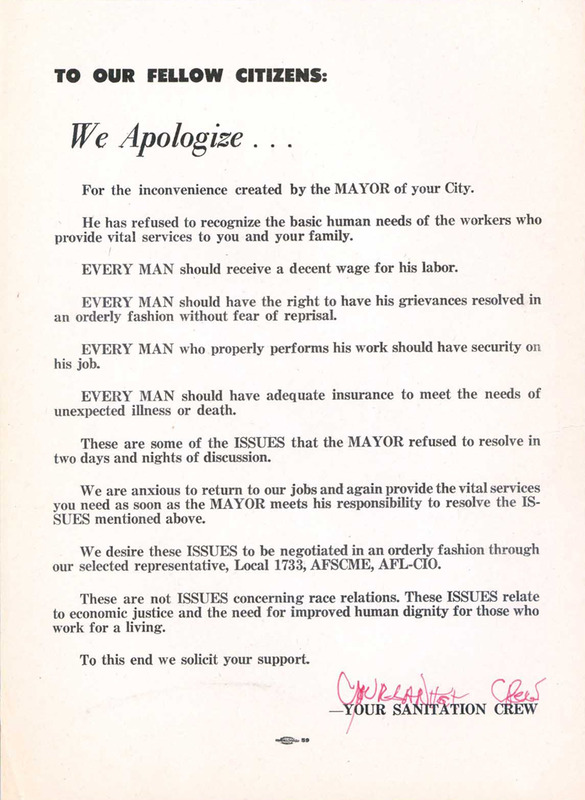 TO OUR FELLOW CITIZENS:
We Apologize . . .
For the inconvenience created by the MAYOR of your City.
He has refused to recognize the basic human needs of the workers who
provide vital services to you and your family.
EVERY MAN should receive a decent wage for his labor.
EVERY MAN should have the right to have his grievances resolved in
an orderly fashion without fear of reprisal.
EVERY MAN who properly performs his work should have security on
his job.
EVERY MAN should have adequate insurance to meet the needs of
unexpected illness or death.
These are some of the ISSUES that the MAYOR refused to resolve in
two days and nights of discussion.
We are anxious to return to our jobs and again provide the vital services
you need as soon as the MAYOR meets his responsibility to resolve the IS-
SUES mentioned above.
We desire these ISSUES to be negotiated in an orderly fashion through
our selected representative, Local 1733, AFSCME, AFL-CIO.
These are not ISSUES concerning race relations. These ISSUES relate
to economic justice and the need for improved human dignity for those who
work for a living.
To this end we solicit your support.
Crew
—YOUR SANITATION CREW
59